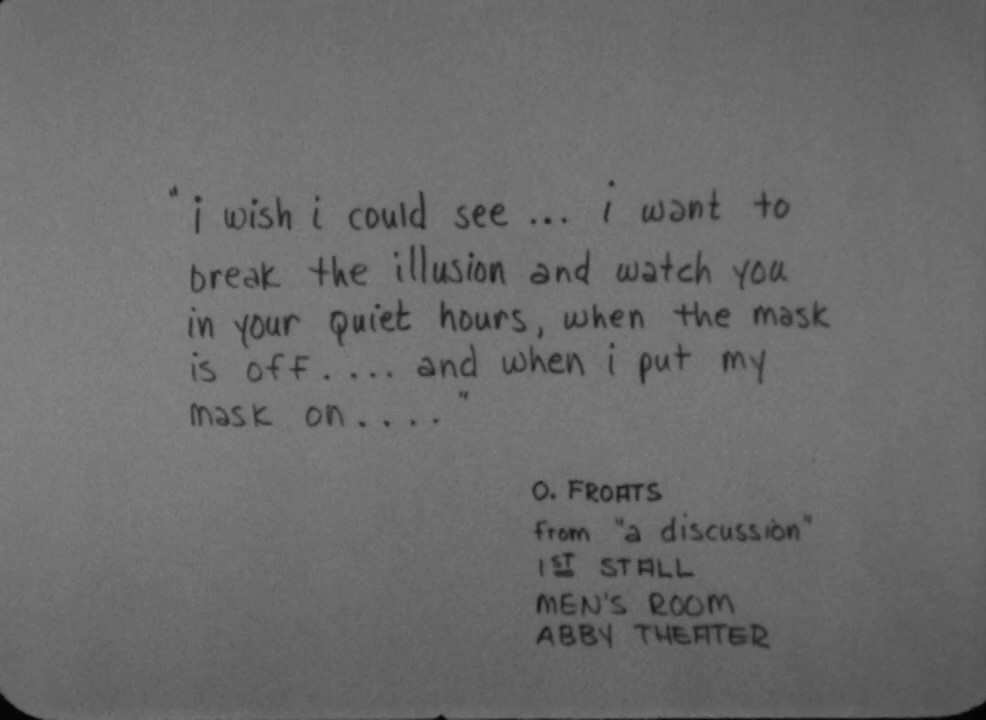 "i wish i could see ... i want to
break the illusion and watch you
in your quiet hours, when the mask
is off.... and when i put my
mask on...."
O. FROATS
from "a discussion"
1ST STALL
MEN'S ROOM
ABBY THEATER